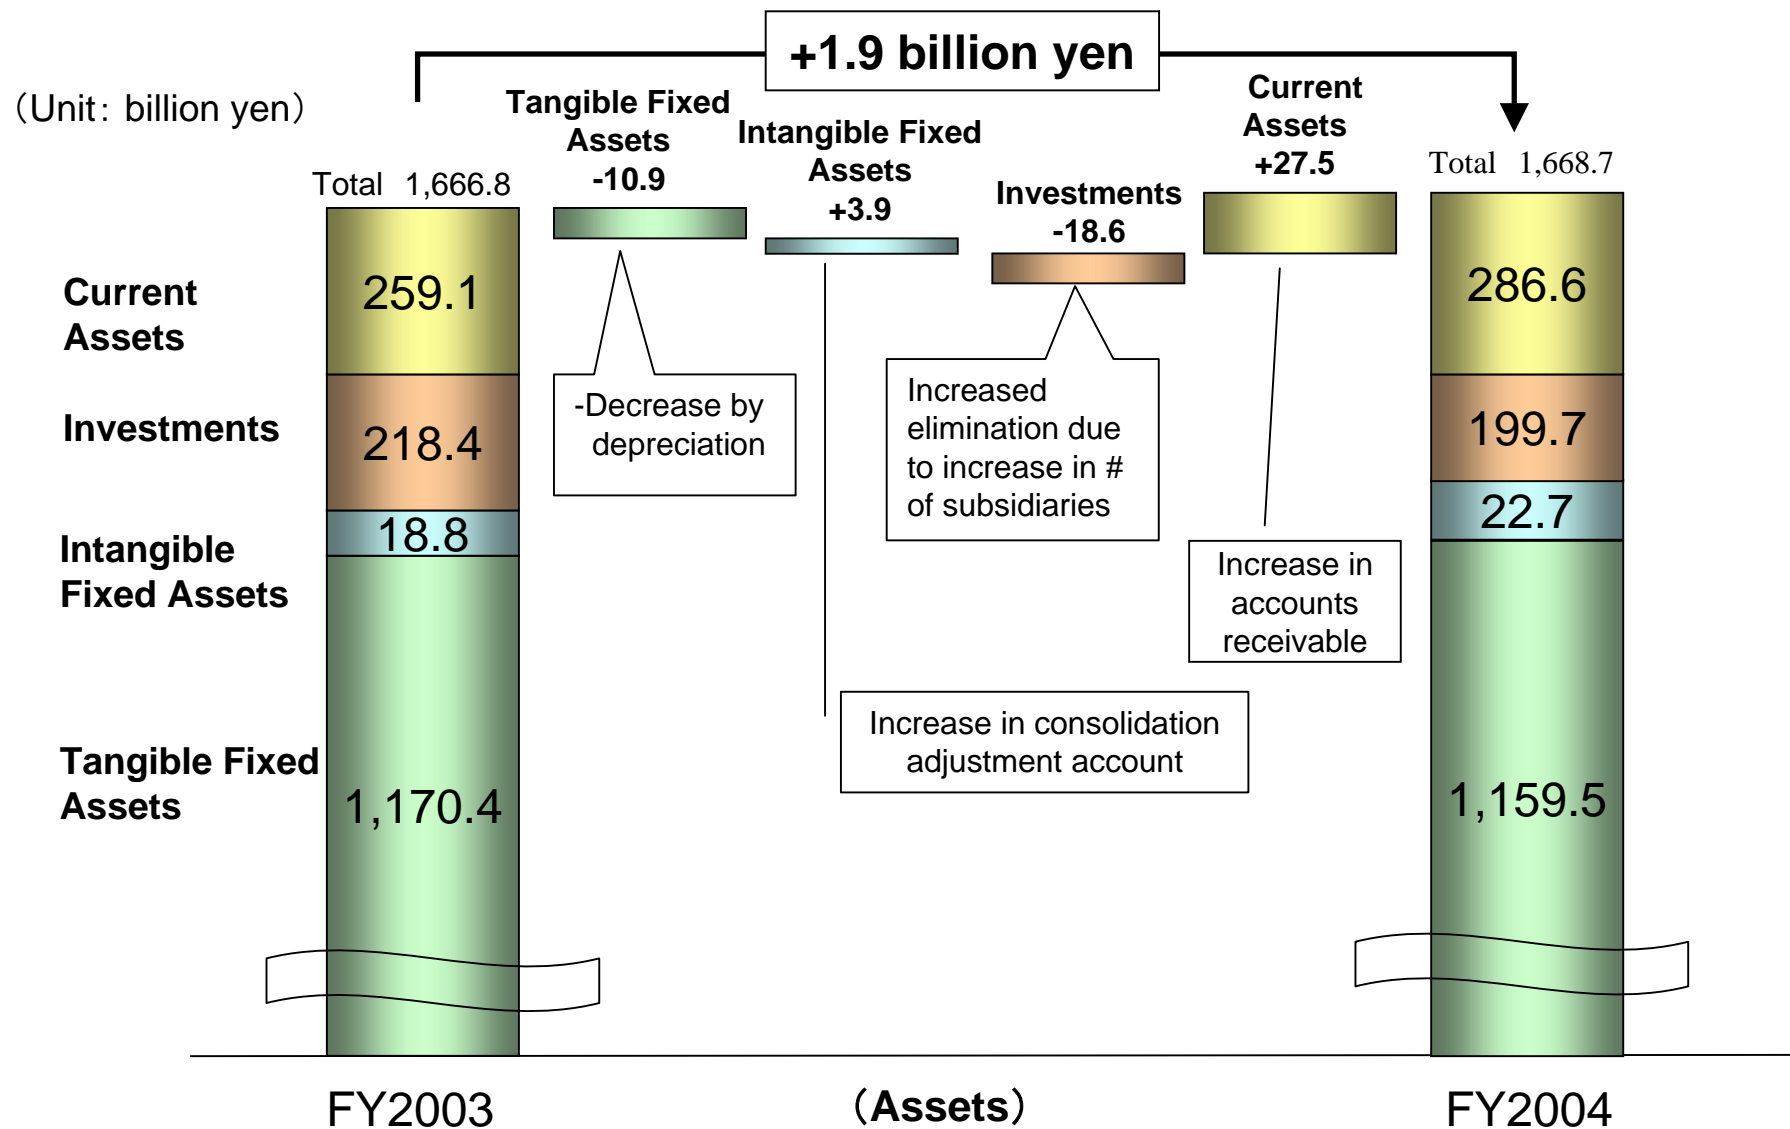 +1.9 billion yen
（Unit: billion yen）
Total 1,666.8
Tangible Fixed
Assets
-10.9
Intangible Fixed
Assets
+3.9
Investments
-18.6
Current
Assets
+27.5
Total 1,668.7
Current
Assets
259.1
286.6
Investments
218.4
199.7
Intangible
Fixed Assets
18.8
22.7
Tangible Fixed
Assets
1,170.4
1,159.5
-Decrease by
depreciation
Increased
elimination due
to increase in #
of subsidiaries
Increase in
accounts
receivable
Increase in consolidation
adjustment account
FY2003
（Assets）
FY2004